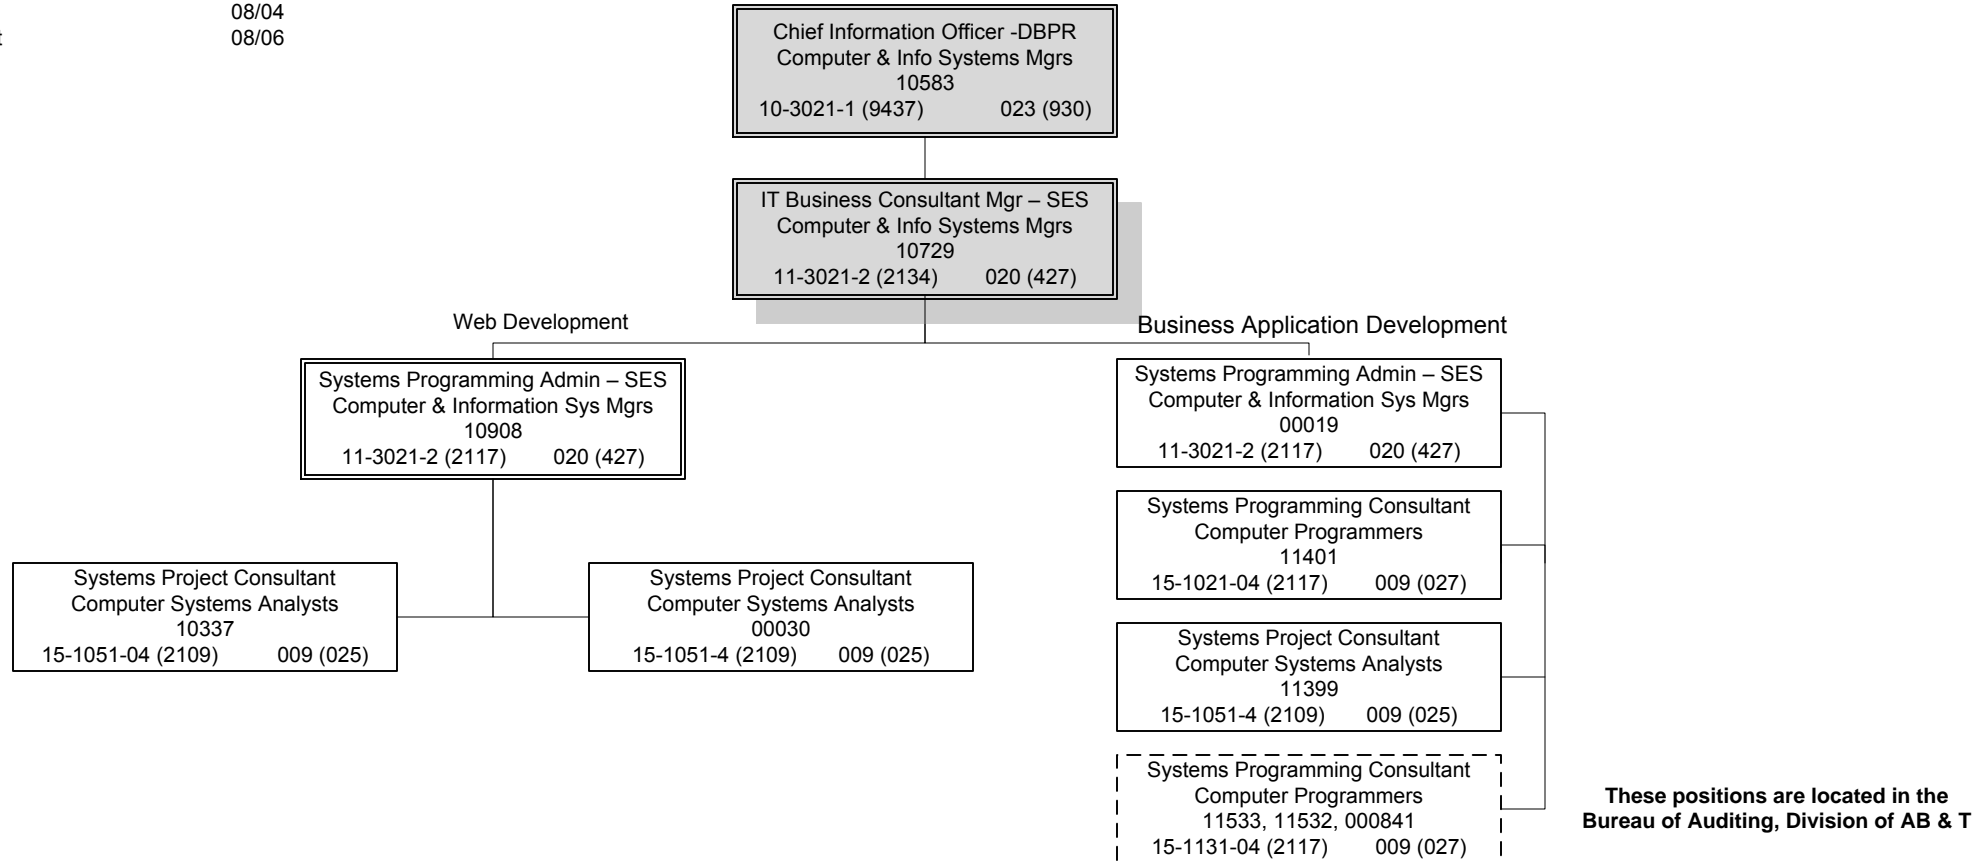 08/04
08/06
Chief Information Officer -DBPR
Computer & Info Systems Mgrs
10583
10-3021-1 (9437) 023 (930)
IT Business Consultant Mgr – SES
Computer & Info Systems Mgrs
10729
11-3021-2 (2134) 020 (427)
Web Development
Business Application Development
Systems Programming Admin – SES
Computer & Information Sys Mgrs
10908
11-3021-2 (2117) 020 (427)
Systems Programming Admin – SES
Computer & Information Sys Mgrs
00019
11-3021-2 (2117) 020 (427)
Systems Programming Consultant
Computer Programmers
11401
15-1021-04 (2117) 009 (027)
Systems Project Consultant
Computer Systems Analysts
10337
15-1051-04 (2109) 009 (025)
Systems Project Consultant
Computer Systems Analysts
00030
15-1051-4 (2109) 009 (025)
Systems Project Consultant
Computer Systems Analysts
11399
15-1051-4 (2109) 009 (025)
Systems Programming Consultant
Computer Programmers
11533, 11532, 000841
15-1131-04 (2117) 009 (027)
These positions are located in the
Bureau of Auditing, Division of AB & T